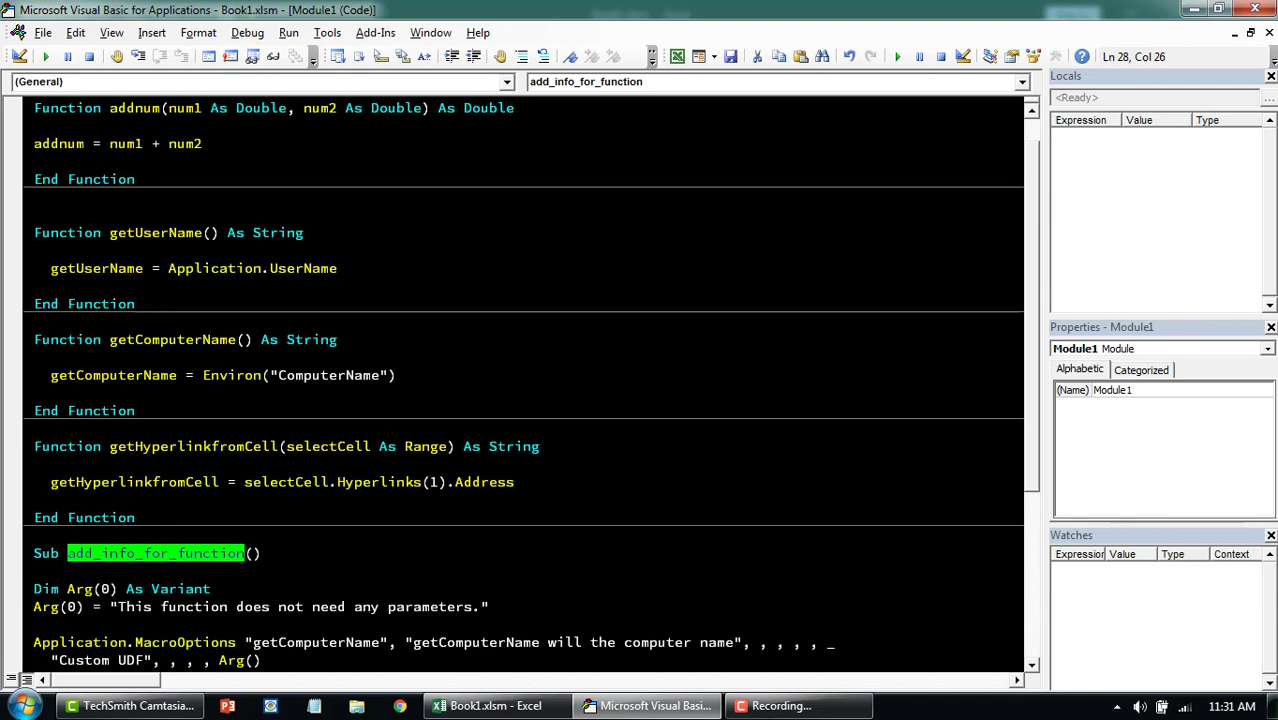 Microsoft Visual Basic for Applications - Book1.xlsm - [Module1 (Code)]
File Edit View Insert Format Debug Run Tools Add-Ins Window Help
Ln 28, Col 26
(General) add_info_for_function
Function addnum(num1 As Double, num2 As Double) As Double
addnum = num1 + num2
End Function
Function getUserName() As String
getUserName = Application.UserName
End Function
Function getComputerName() As String
getComputerName = Environ("ComputerName")
End Function
Function getHyperlinkfromCell(selectCell As Range) As String
getHyperlinkfromCell = selectCell.Hyperlinks(1).Address
End Function
Sub add_info_for_function()
Dim Arg(0) As Variant
Arg(0) = "This function does not need any parameters."
Application.MacroOptions "getComputerName", "getComputerName will the computer name", , , , , _
"Custom UDF", , , , Arg()
Locals
<Ready> ...
Expression Value Type
Properties - Module1
Module1 Module
Alphabetic Categorized
(Name) Module1
Watches
Expression Value Type Context
TechSmith Camtasia... Book1.xlsm - Excel Microsoft Visual Basi... Recording... 11:31 AM